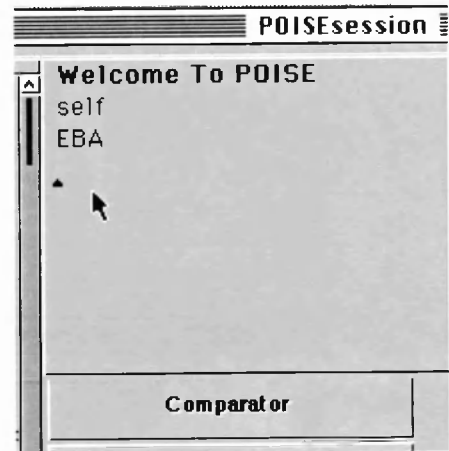 POISEsession
Welcome To POISE
self
EBA
Comparator